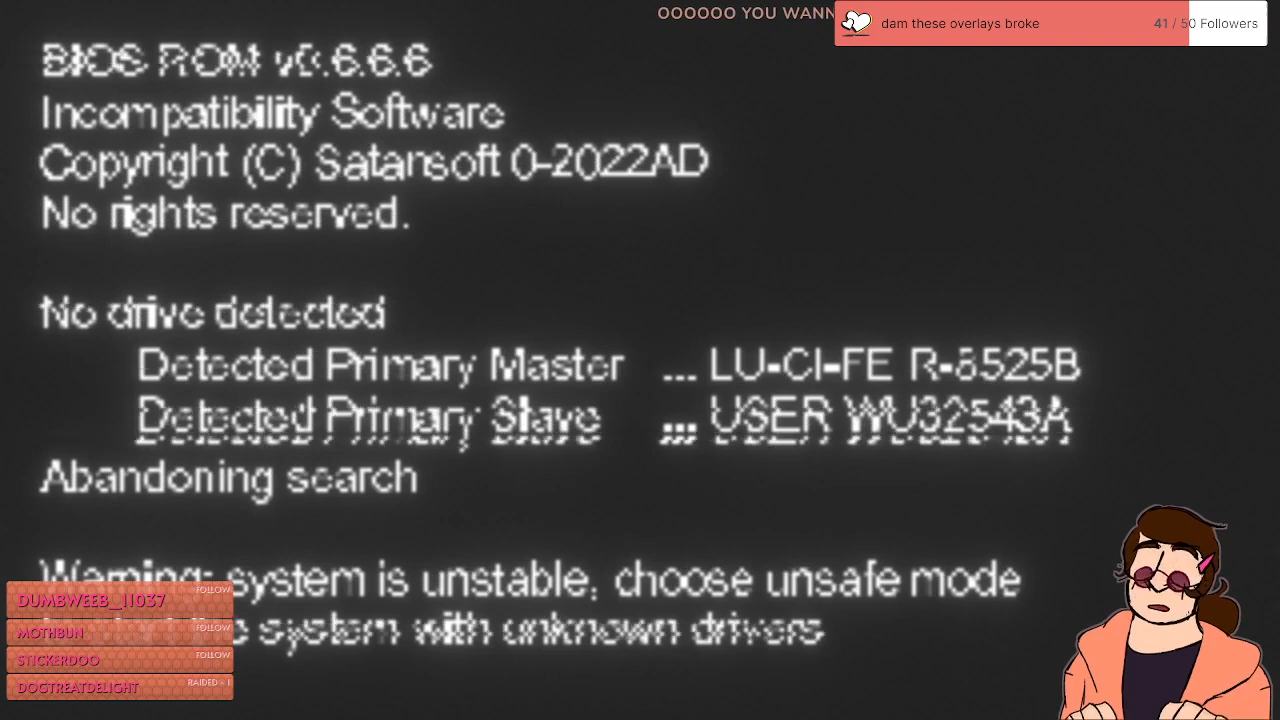 OOOOOO YOU WANN
dam these overlays broke
41 / 50 Followers
BIOS ROM v0.6.6.6
Incompatibility Software
Copyright (C) Satansoft 0-2022AD
No rights reserved.
No drive detected
Detected Primary Master ... LU-CI-FE R-8525B
Detected Primary Slave ... USER WU32543A
Abandoning search
Warning: system is unstable; choose unsafe mode
system with unknown drivers
DUMBWEEB_11037 FOLLOW
MOTHBUN FOLLOW
STICKERDOO FOLLOW
DOGTREATDELIGHT RAIDED - 1